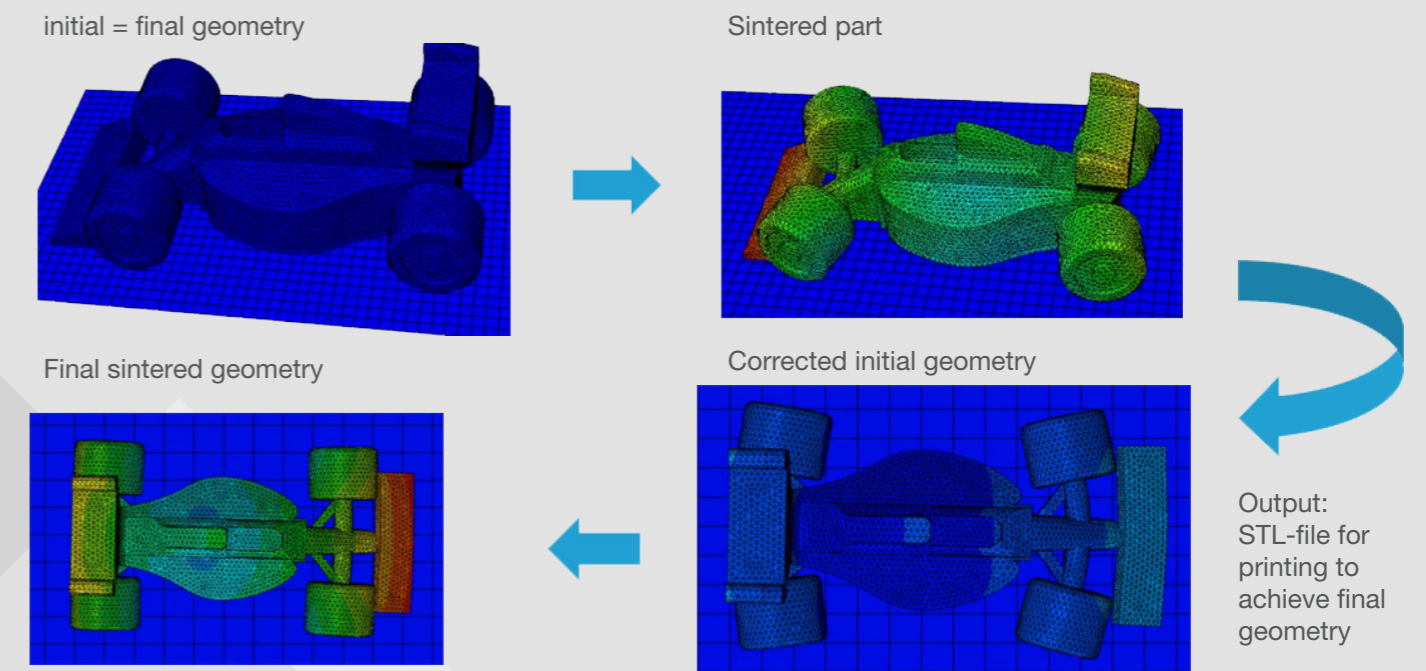 initial = final geometry
Sintered part
Final sintered geometry
Corrected initial geometry
Output:
STL-file for
printing to
achieve final
geometry